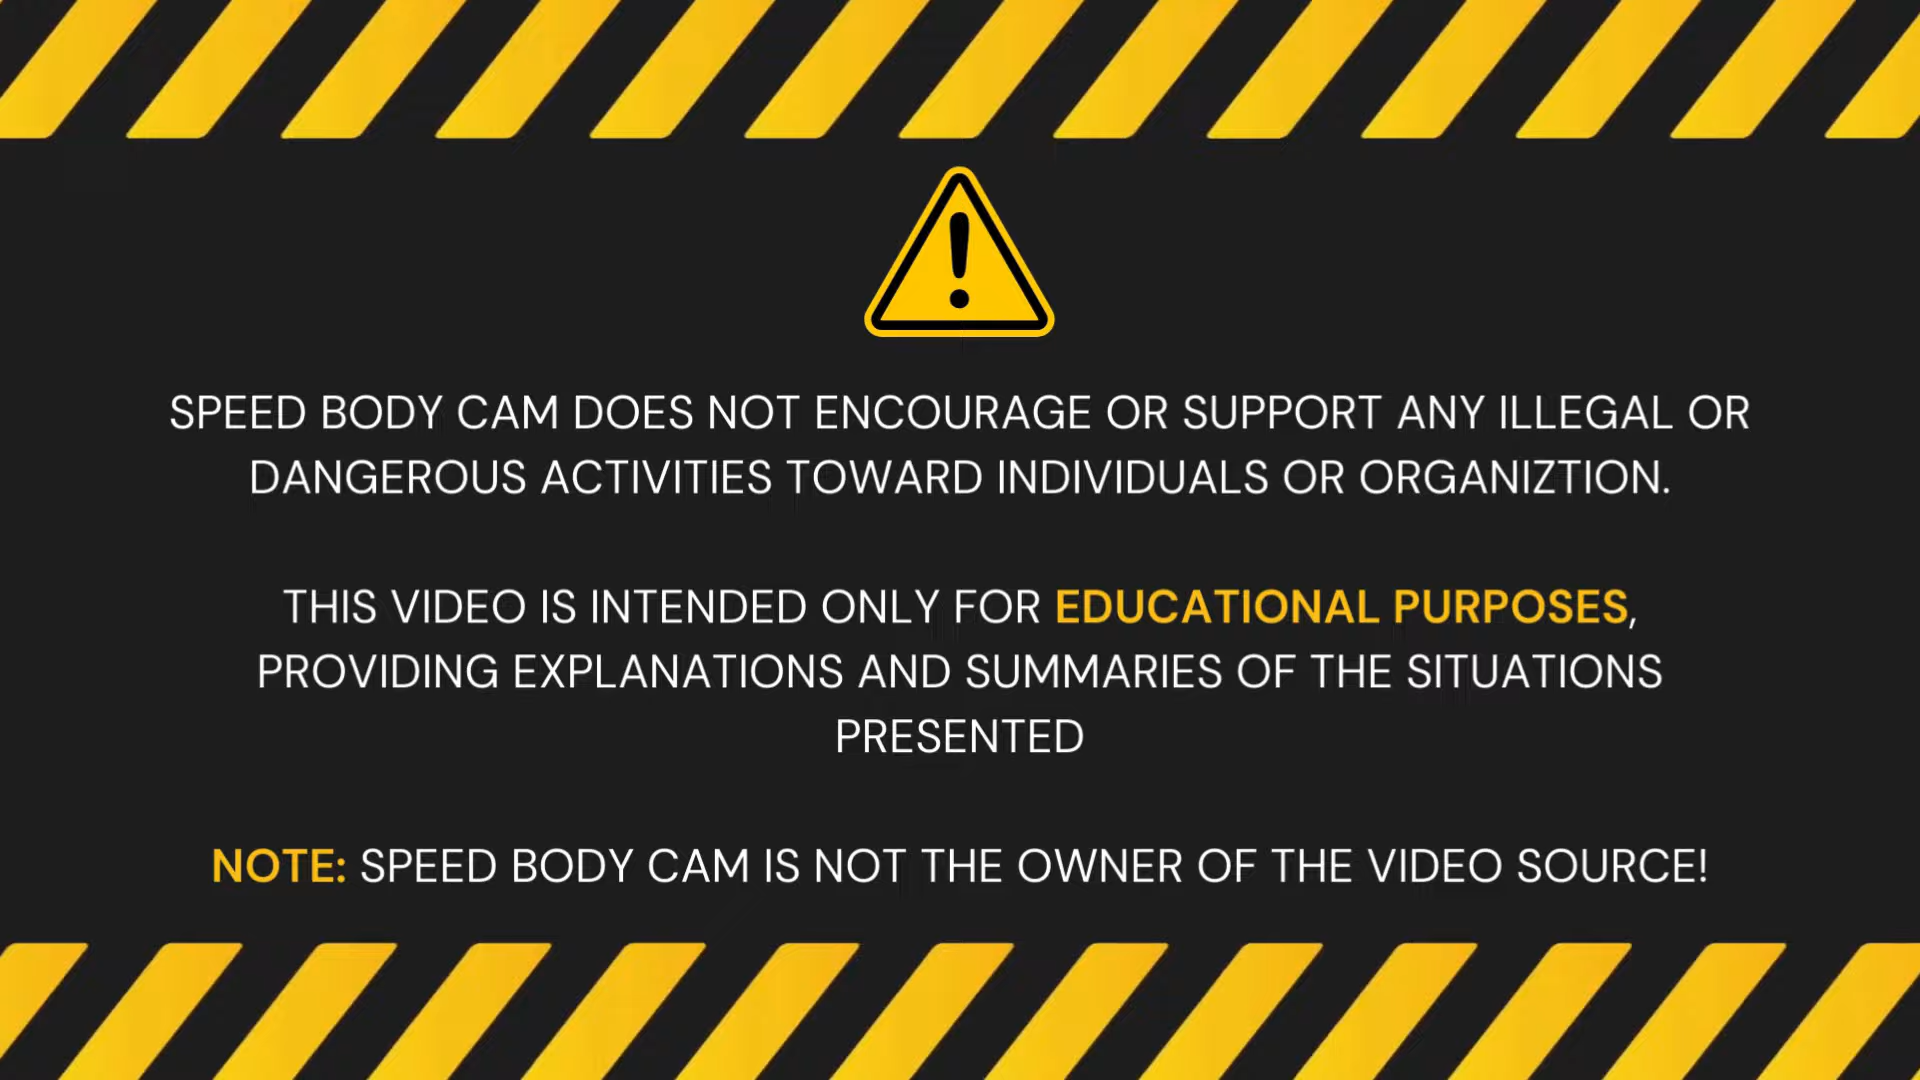 SPEED BODY CAM DOES NOT ENCOURAGE OR SUPPORT ANY ILLEGAL OR
DANGEROUS ACTIVITIES TOWARD INDIVIDUALS OR ORGANIZTION.
THIS VIDEO IS INTENDED ONLY FOR EDUCATIONAL PURPOSES,
PROVIDING EXPLANATIONS AND SUMMARIES OF THE SITUATIONS
PRESENTED
NOTE: SPEED BODY CAM IS NOT THE OWNER OF THE VIDEO SOURCE!